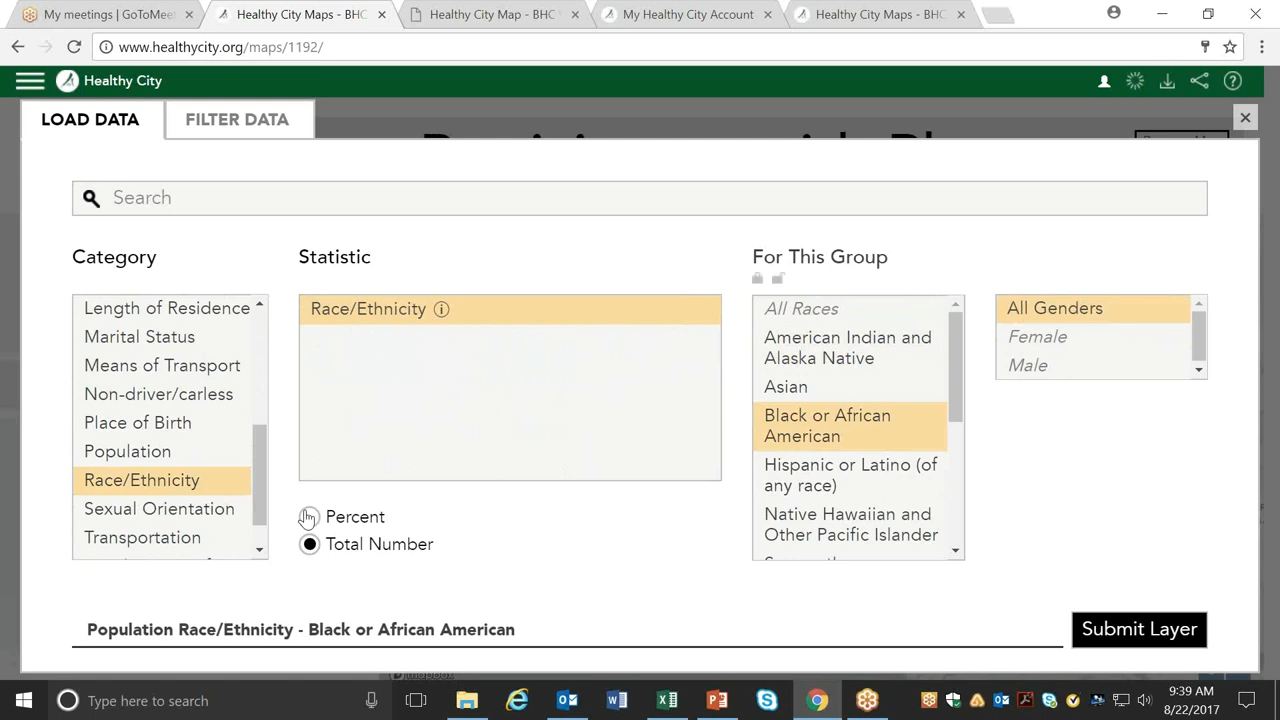 My meetings | GoToMeet
Healthy City Maps - BHC
Healthy City Map - BHC
My Healthy City Account
Healthy City Maps - BHC
www.healthycity.org/maps/1192/
Healthy City
LOAD DATA
FILTER DATA
Search
Category
Statistic
For This Group
Length of Residence
Marital Status
Means of Transport
Non-driver/carless
Place of Birth
Population
Race/Ethnicity
Sexual Orientation
Transportation
Race/Ethnicity
All Races
American Indian and
Alaska Native
Asian
Black or African
American
Hispanic or Latino (of
any race)
Native Hawaiian and
Other Pacific Islander
All Genders
Female
Male
Percent
Total Number
Population Race/Ethnicity - Black or African American
Submit Layer
mapbox
Type here to search
9:39 AM
8/22/2017